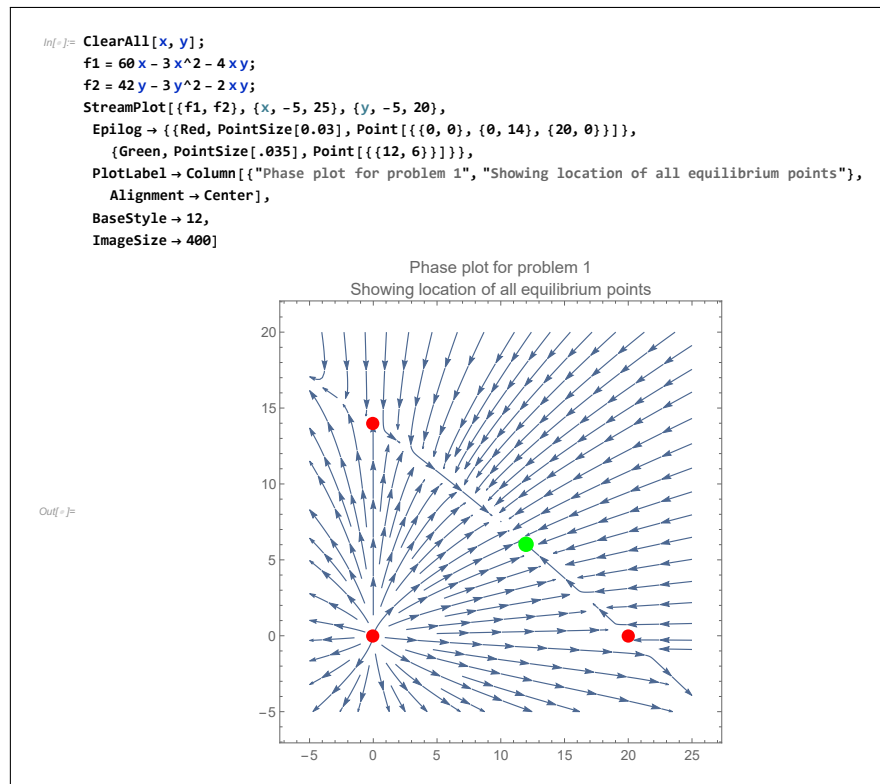 In[∘]:= ClearAll[x, y];
f1 = 60 x - 3 x^2 - 4 x y;
f2 = 42 y - 3 y^2 - 2 x y;
StreamPlot[{f1, f2}, {x, -5, 25}, {y, -5, 20},
Epilog → {{Red, PointSize[0.03], Point[{{0, 0}, {0, 14}, {20, 0}}]},
{Green, PointSize[.035], Point[{{12, 6}}]}},
PlotLabel → Column[{"Phase plot for problem 1", "Showing location of all equilibrium points"},
Alignment → Center],
BaseStyle → 12,
ImageSize → 400]
Phase plot for problem 1
Showing location of all equilibrium points
20
15
10
Out[∘]=
5
0
-5
-5 0 5 10 15 20 25